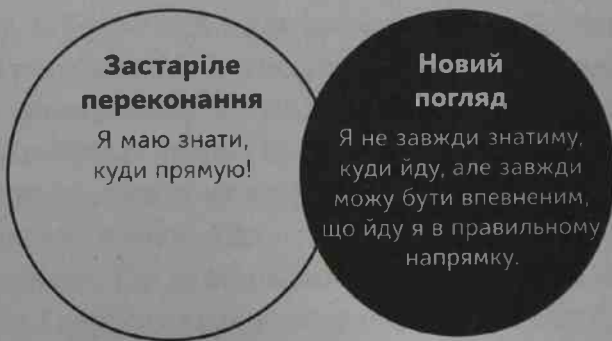 Застаріле
переконання
Я маю знати,
куди прямую!
Новий
погляд
Я не завжди знатиму,
куди йду, але завжди
можу бути впевненим,
що йду я в правильному
напрямку.